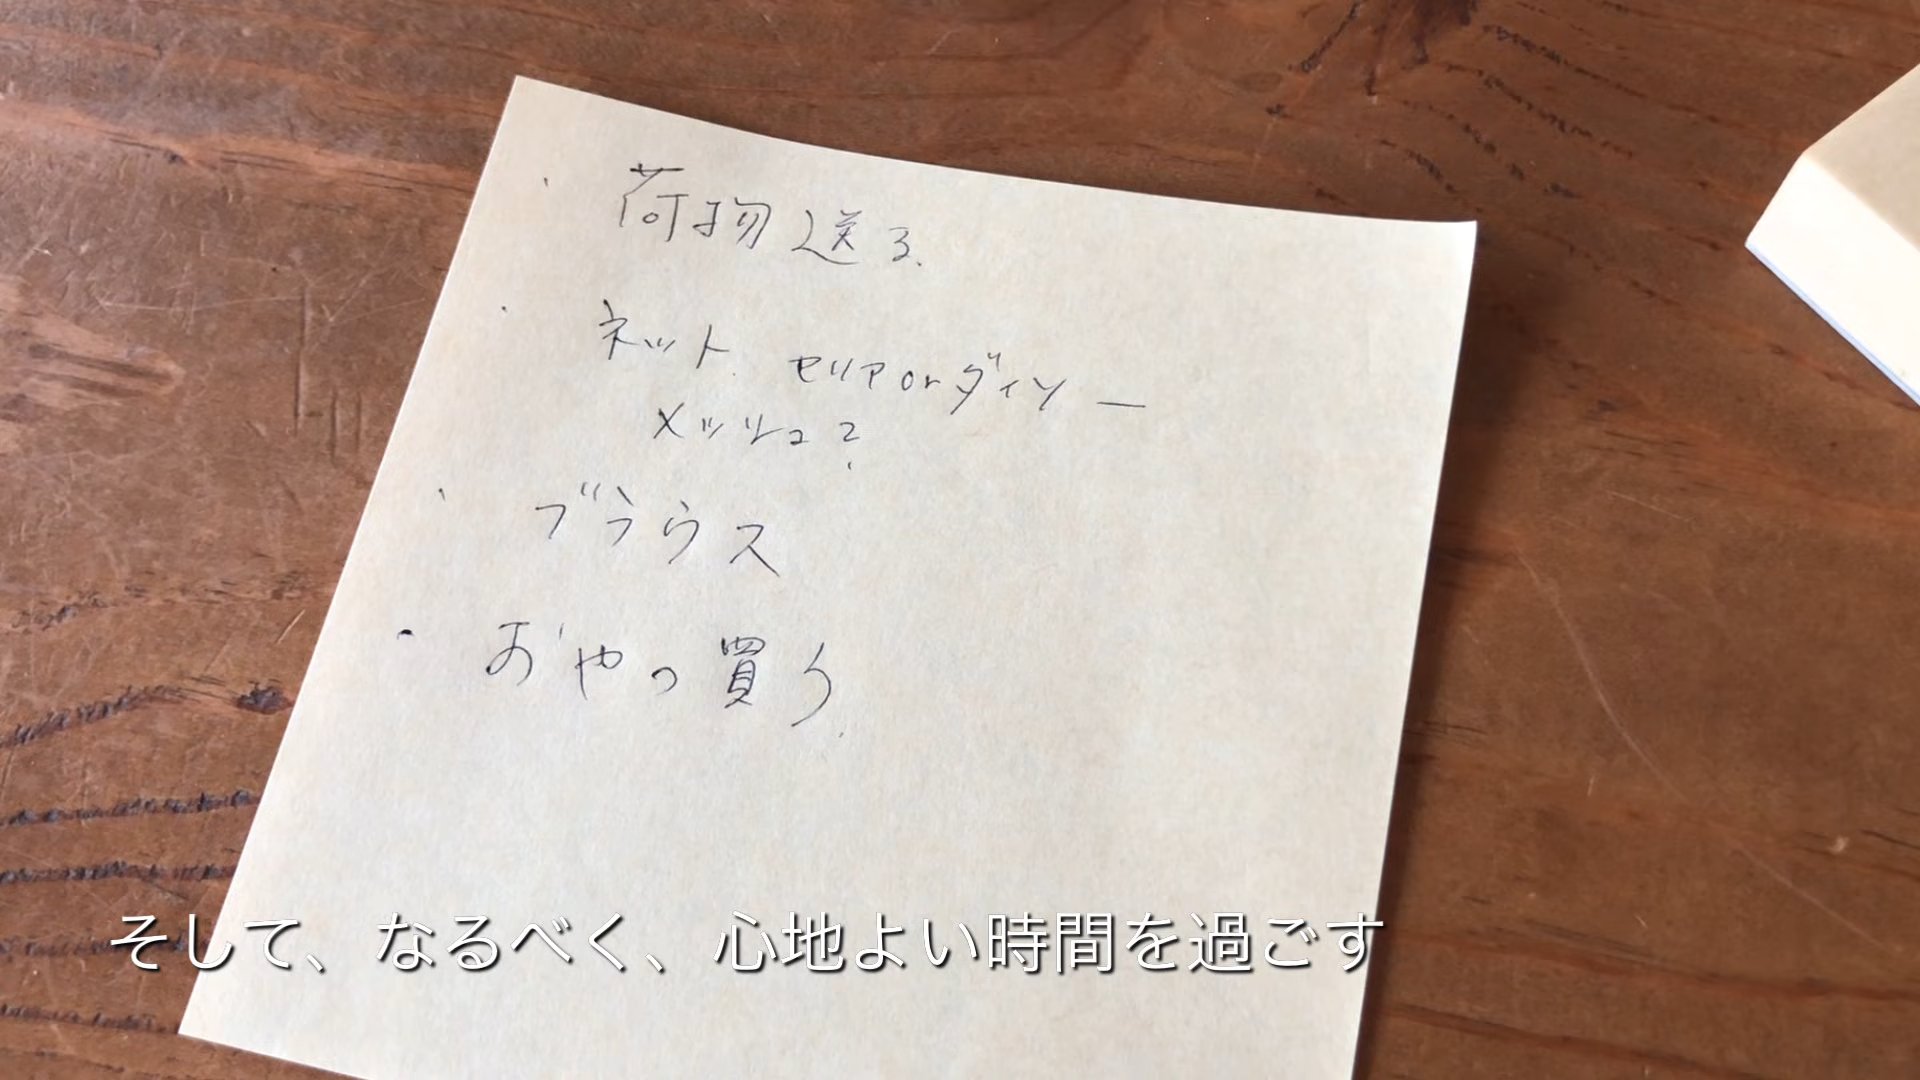 ・荷物送る.
・ネット. セリアorダイソー
メッシュ?
・ブラウス
・おやつ買う.
そして、なるべく、心地よい時間を過ごす